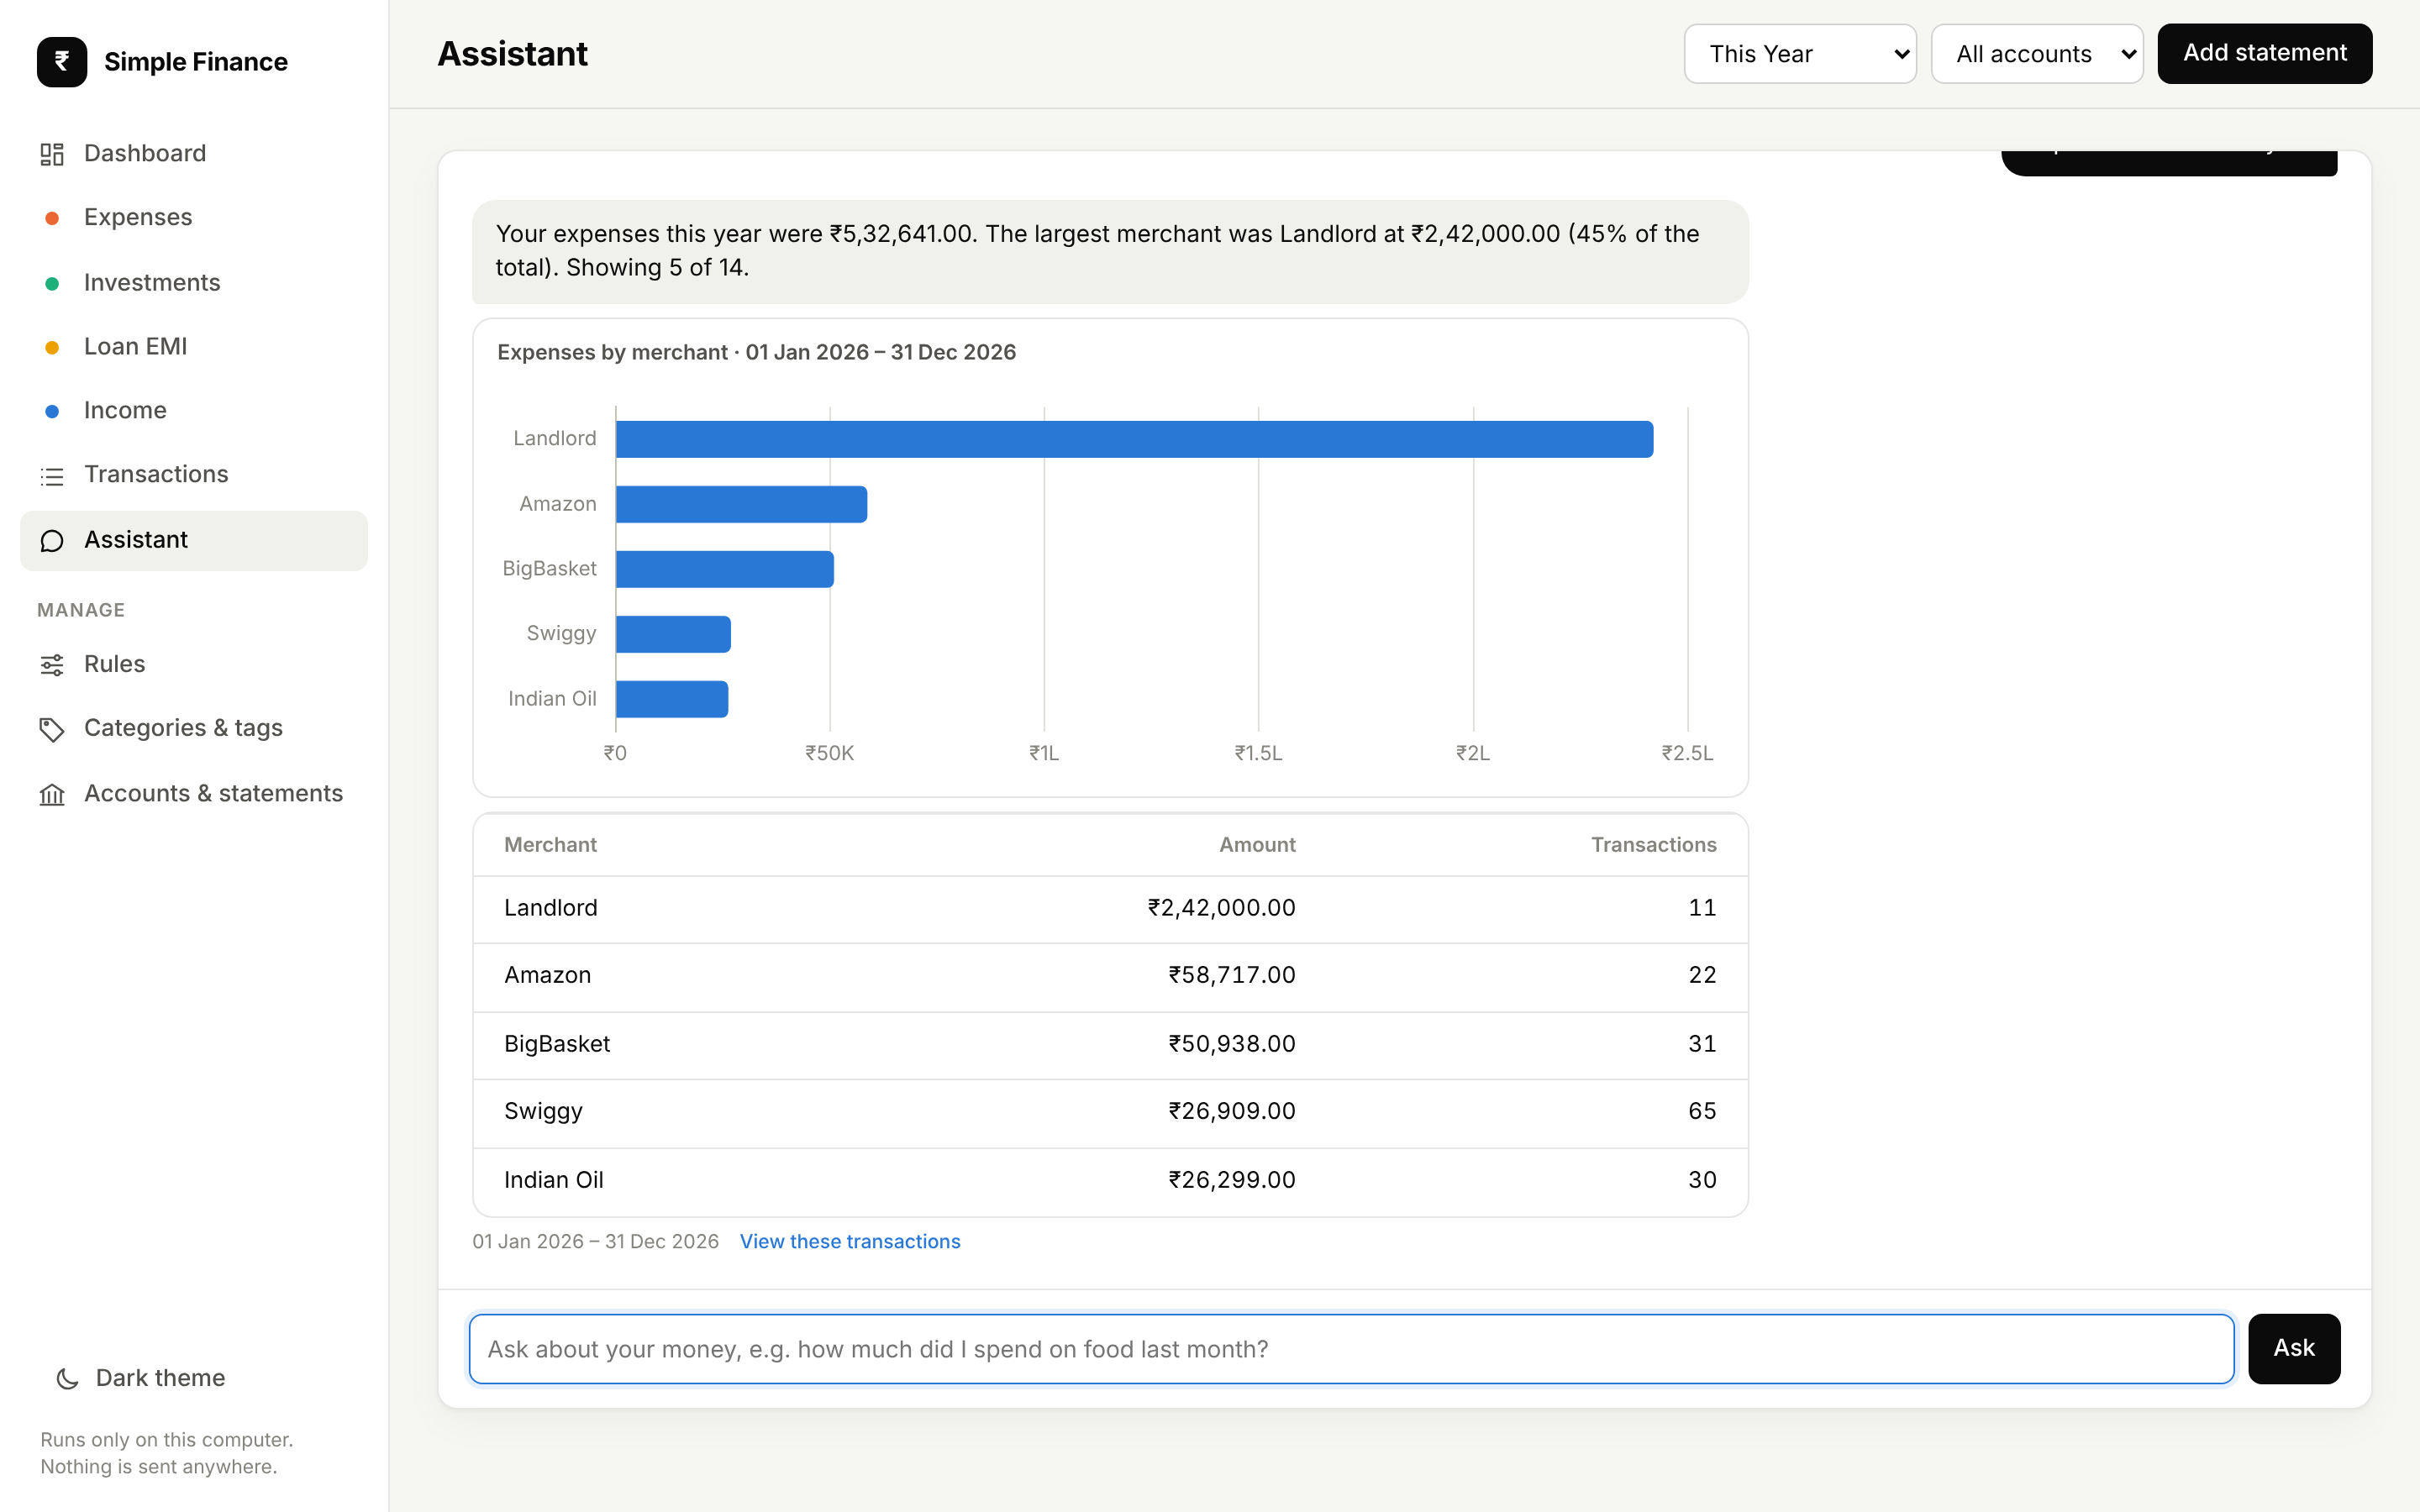 ₹ Simple Finance
Dashboard
Expenses
Investments
Loan EMI
Income
Transactions
Assistant
MANAGE
Rules
Categories & tags
Accounts & statements
Dark theme
Runs only on this computer.
Nothing is sent anywhere.
Assistant
This Year
All accounts
Add statement
Your expenses this year were ₹5,32,641.00. The largest merchant was Landlord at ₹2,42,000.00 (45% of the
total). Showing 5 of 14.
Expenses by merchant · 01 Jan 2026 – 31 Dec 2026
Landlord
Amazon
BigBasket
Swiggy
Indian Oil
₹0 ₹50K ₹1L ₹1.5L ₹2L ₹2.5L
Merchant Amount Transactions
Landlord ₹2,42,000.00 11
Amazon ₹58,717.00 22
BigBasket ₹50,938.00 31
Swiggy ₹26,909.00 65
Indian Oil ₹26,299.00 30
01 Jan 2026 – 31 Dec 2026 View these transactions
Ask about your money, e.g. how much did I spend on food last month?
Ask